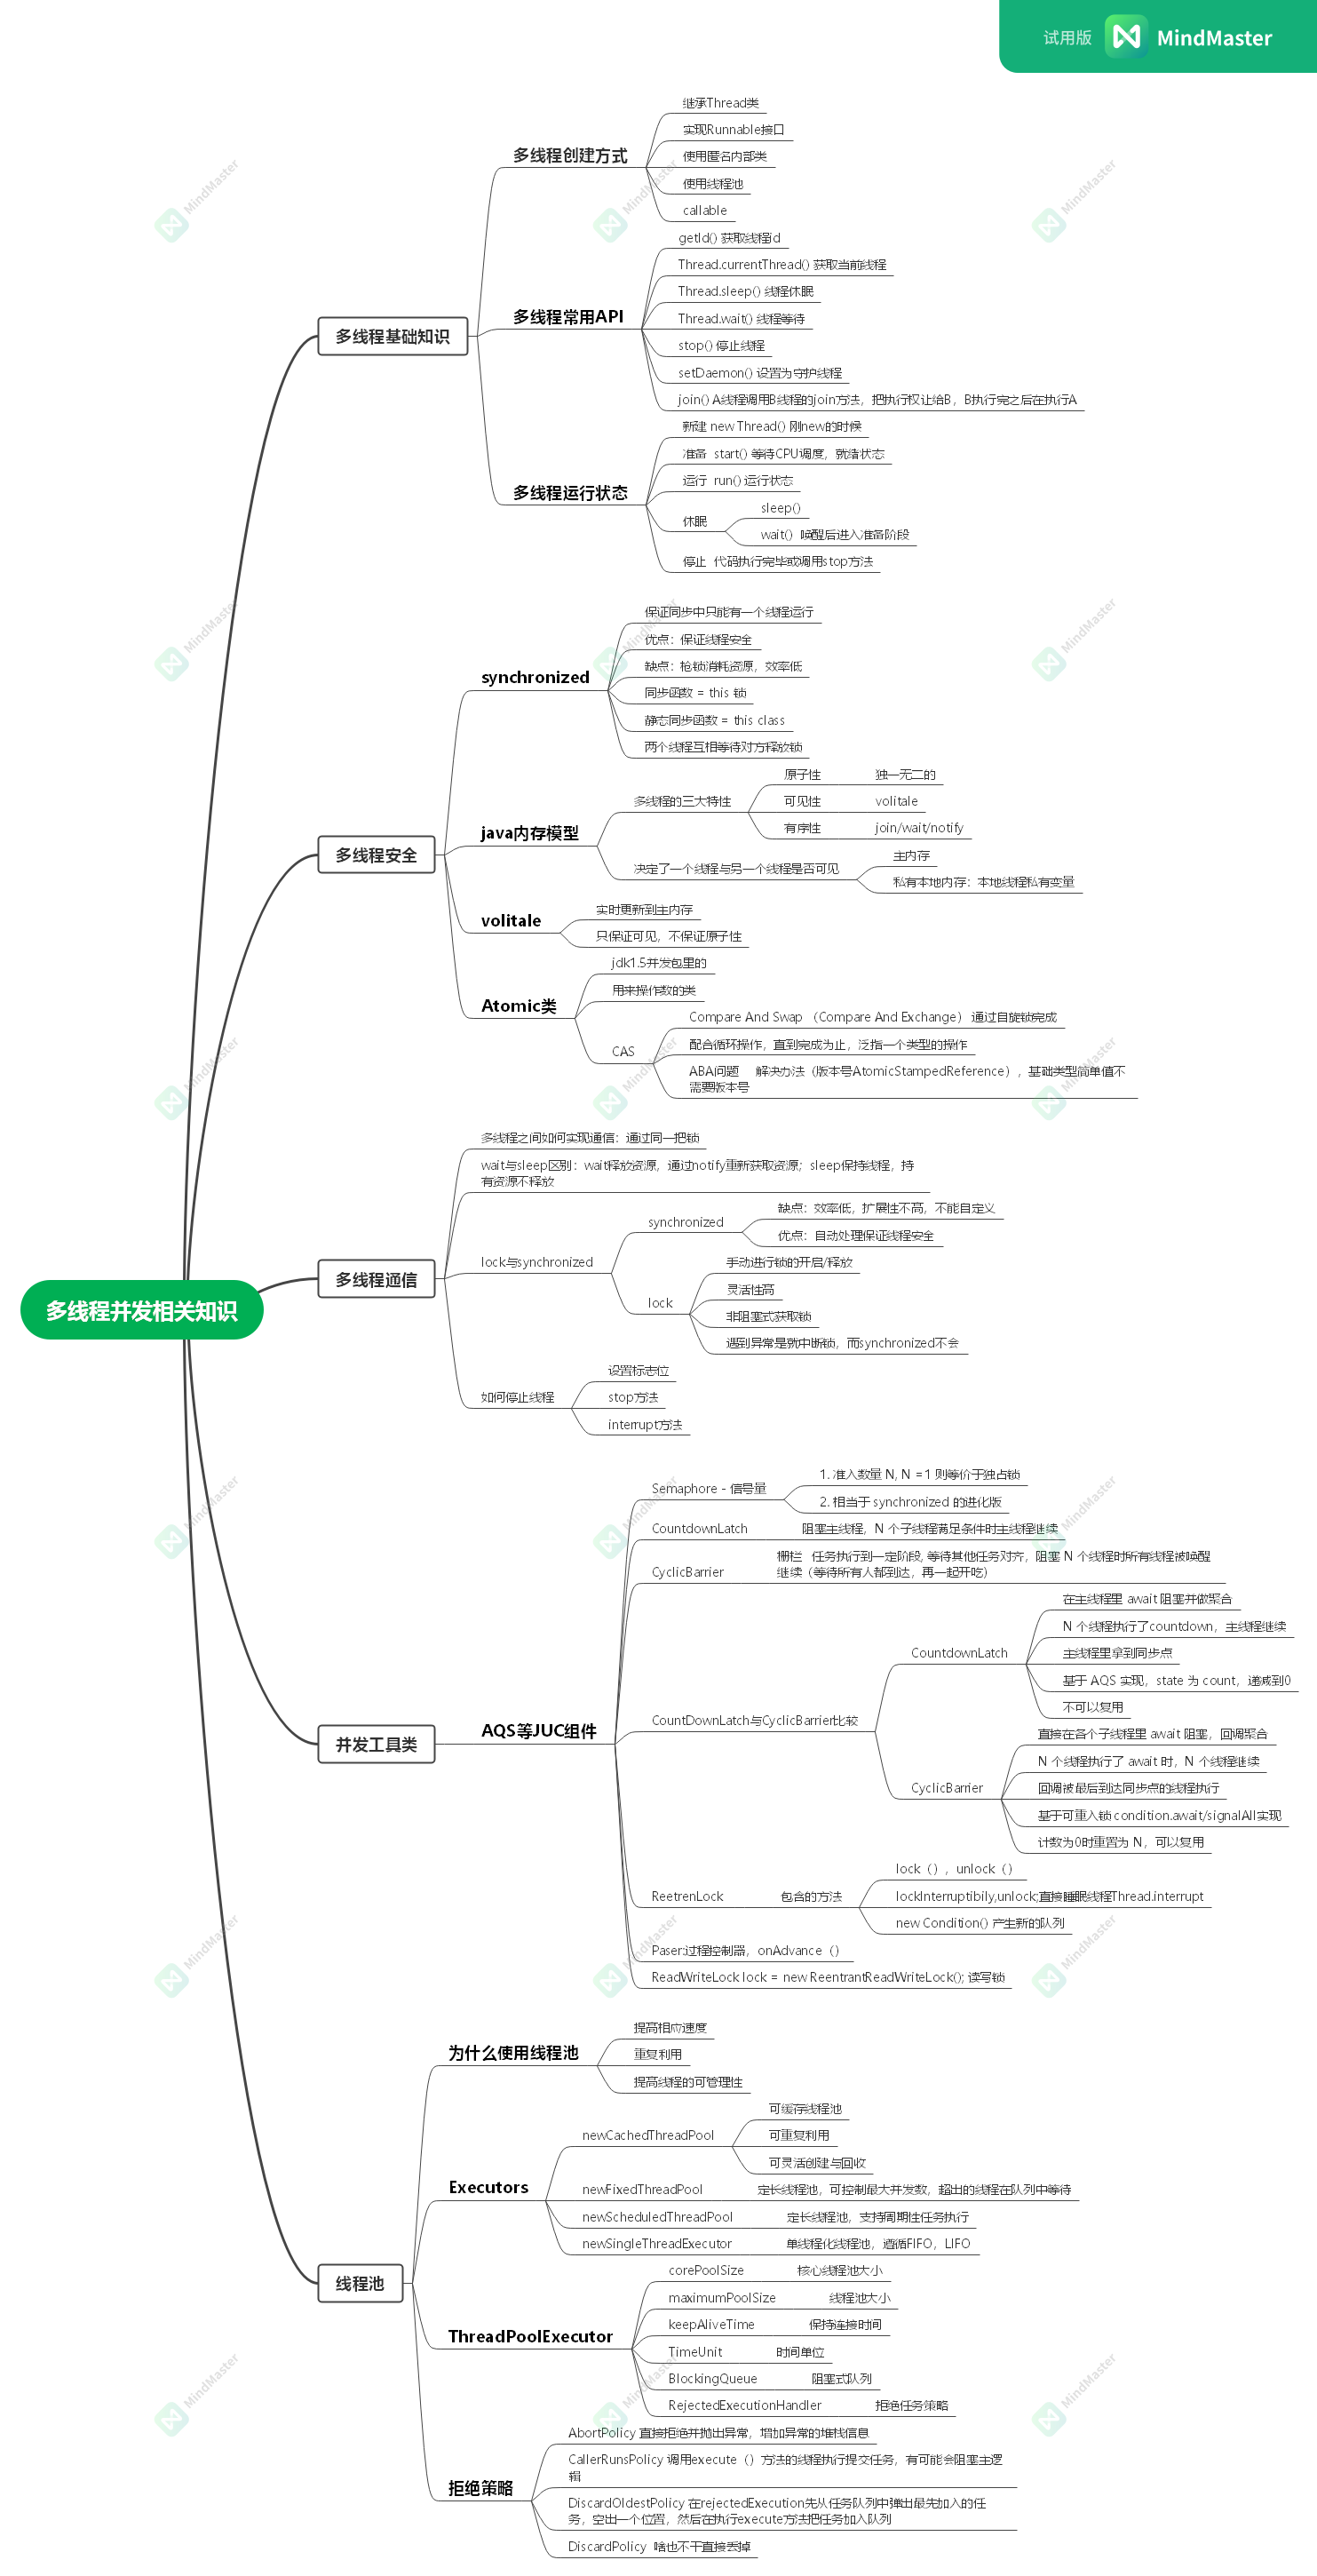 试用版 MindMaster
多线程并发相关知识
多线程基础知识
多线程创建方式
继承Thread类
实现Runnable接口
使用匿名内部类
使用线程池
callable
多线程常用API
getId() 获取线程id
Thread.currentThread() 获取当前线程
Thread.sleep() 线程休眠
Thread.wait() 线程等待
stop() 停止线程
setDaemon() 设置为守护线程
join() A线程调用B线程的join方法，把执行权让给B，B执行完之后在执行A
多线程运行状态
新建 new Thread() 刚new的时候
准备 start() 等待CPU调度，就绪状态
运行 run() 运行状态
休眠
sleep()
wait() 唤醒后进入准备阶段
停止 代码执行完毕或调用stop方法
多线程安全
synchronized
保证同步中只能有一个线程运行
优点：保证线程安全
缺点：抢锁消耗资源，效率低
同步函数 = this 锁
静态同步函数 = this class
两个线程互相等待对方释放锁
java内存模型
多线程的三大特性
原子性
独一无二的
可见性
volitale
有序性
join/wait/notify
决定了一个线程与另一个线程是否可见
主内存
私有本地内存：本地线程私有变量
volitale
实时更新到主内存
只保证可见，不保证原子性
Atomic类
jdk1.5并发包里的
用来操作数的类
CAS
Compare And Swap （Compare And Exchange） 通过自旋锁完成
配合循环操作，直到完成为止，泛指一个类型的操作
ABA问题 解决办法（版本号AtomicStampedReference），基础类型简单值不
需要版本号
多线程通信
多线程之间如何实现通信：通过同一把锁
wait与sleep区别：wait释放资源，通过notify重新获取资源；sleep保持线程，持
有资源不释放
lock与synchronized
synchronized
缺点：效率低，扩展性不高，不能自定义
优点：自动处理保证线程安全
lock
手动进行锁的开启/释放
灵活性高
非阻塞式获取锁
遇到异常是就中断锁，而synchronized不会
如何停止线程
设置标志位
stop方法
interrupt方法
并发工具类
AQS等JUC组件
Semaphore - 信号量
1. 准入数量 N, N =1 则等价于独占锁
2. 相当于 synchronized 的进化版
CountdownLatch
阻塞主线程，N 个子线程满足条件时主线程继续
CyclicBarrier
栅栏 任务执行到一定阶段, 等待其他任务对齐，阻塞 N 个线程时所有线程被唤醒
继续（等待所有人都到达，再一起开吃）
CountDownLatch与CyclicBarrier比较
CountdownLatch
在主线程里 await 阻塞并做聚合
N 个线程执行了countdown，主线程继续
主线程里拿到同步点
基于 AQS 实现，state 为 count，递减到0
不可以复用
CyclicBarrier
直接在各个子线程里 await 阻塞，回调聚合
N 个线程执行了 await 时，N 个线程继续
回调被最后到达同步点的线程执行
基于可重入锁 condition.await/signalAll实现
计数为0时重置为 N，可以复用
ReetrenLock
包含的方法
lock（），unlock（）
lockInterruptibily,unlock;直接睡眠线程Thread.interrupt
new Condition() 产生新的队列
Paser:过程控制器，onAdvance（）
ReadWriteLock lock = new ReentrantReadWriteLock(); 读写锁
线程池
为什么使用线程池
提高相应速度
重复利用
提高线程的可管理性
Executors
newCachedThreadPool
可缓存线程池
可重复利用
可灵活创建与回收
newFixedThreadPool
定长线程池，可控制最大并发数，超出的线程在队列中等待
newScheduledThreadPool
定长线程池，支持周期性任务执行
newSingleThreadExecutor
单线程化线程池，遵循FIFO，LIFO
ThreadPoolExecutor
corePoolSize
核心线程池大小
maximumPoolSize
线程池大小
keepAliveTime
保持连接时间
TimeUnit
时间单位
BlockingQueue
阻塞式队列
RejectedExecutionHandler
拒绝任务策略
拒绝策略
AbortPolicy 直接拒绝并抛出异常，增加异常的堆栈信息
CallerRunsPolicy 调用execute（）方法的线程执行提交任务，有可能会阻塞主逻
辑
DiscardOldestPolicy 在rejectedExecution先从任务队列中弹出最先加入的任
务，空出一个位置，然后在执行execute方法把任务加入队列
DiscardPolicy 啥也不干直接丢掉